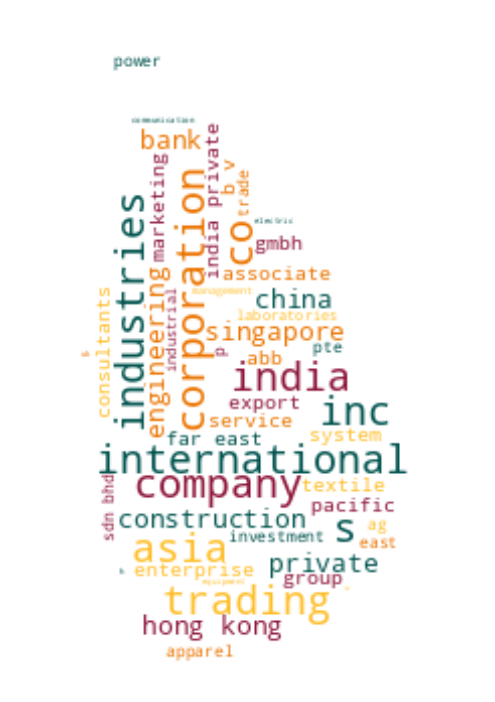 power
communication
bank
marketing
india private
b v
trade
industries
corporation
co
electric
gmbh
engineering
industrial
associate
management
china
consultants
laboratories
singapore
p
abb
pte
india
export
inc
service
far east
system
international
company
textile
sdn bhd
pacific
construction
s
ag
investment
east
asia
private
enterprise
group
equipment
trading
hong kong
apparel